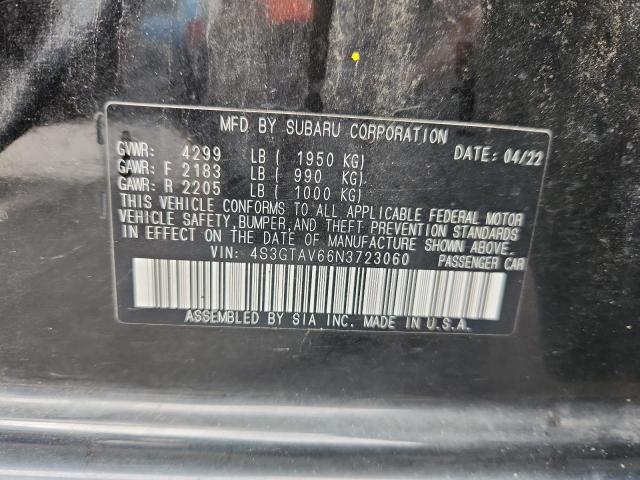 MFD BY SUBARU CORPORATION
GVWR: 4299 LB ( 1950 KG) DATE: 04/22
GAWR: F 2183 LB ( 990 KG)
GAWR: R 2205 LB ( 1000 KG)
THIS VEHICLE CONFORMS TO ALL APPLICABLE FEDERAL MOTOR
VEHICLE SAFETY, BUMPER, AND THEFT PREVENTION STANDARDS
IN EFFECT ON THE DATE OF MANUFACTURE SHOWN ABOVE.
VIN: 4S3GTAV66N3723060 PASSENGER CAR
ASSEMBLED BY SIA INC. MADE IN U.S.A.